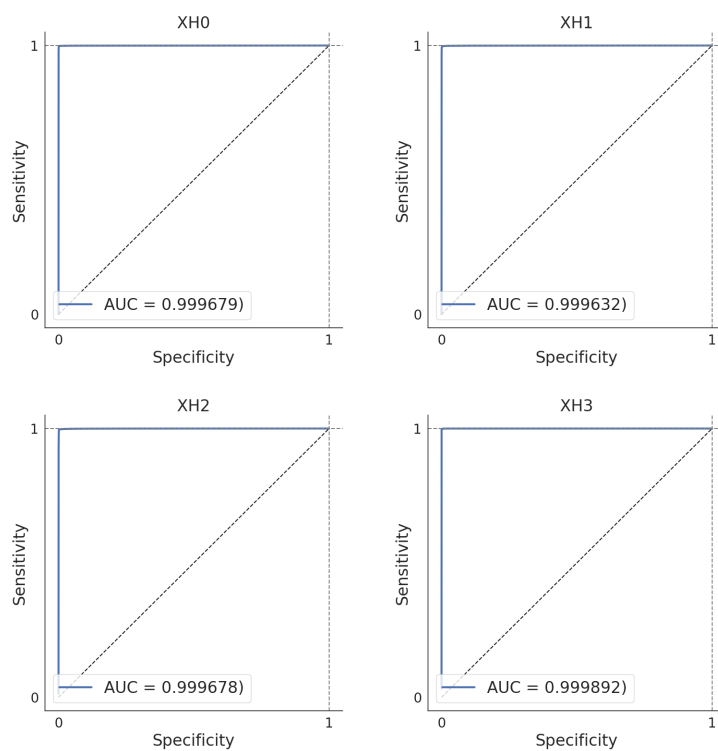 XH0
1
Sensitivity
0
AUC = 0.999679)
0
1
Specificity
XH1
1
Sensitivity
0
AUC = 0.999632)
0
1
Specificity
XH2
1
Sensitivity
0
AUC = 0.999678)
0
1
Specificity
XH3
1
Sensitivity
0
AUC = 0.999892)
0
1
Specificity